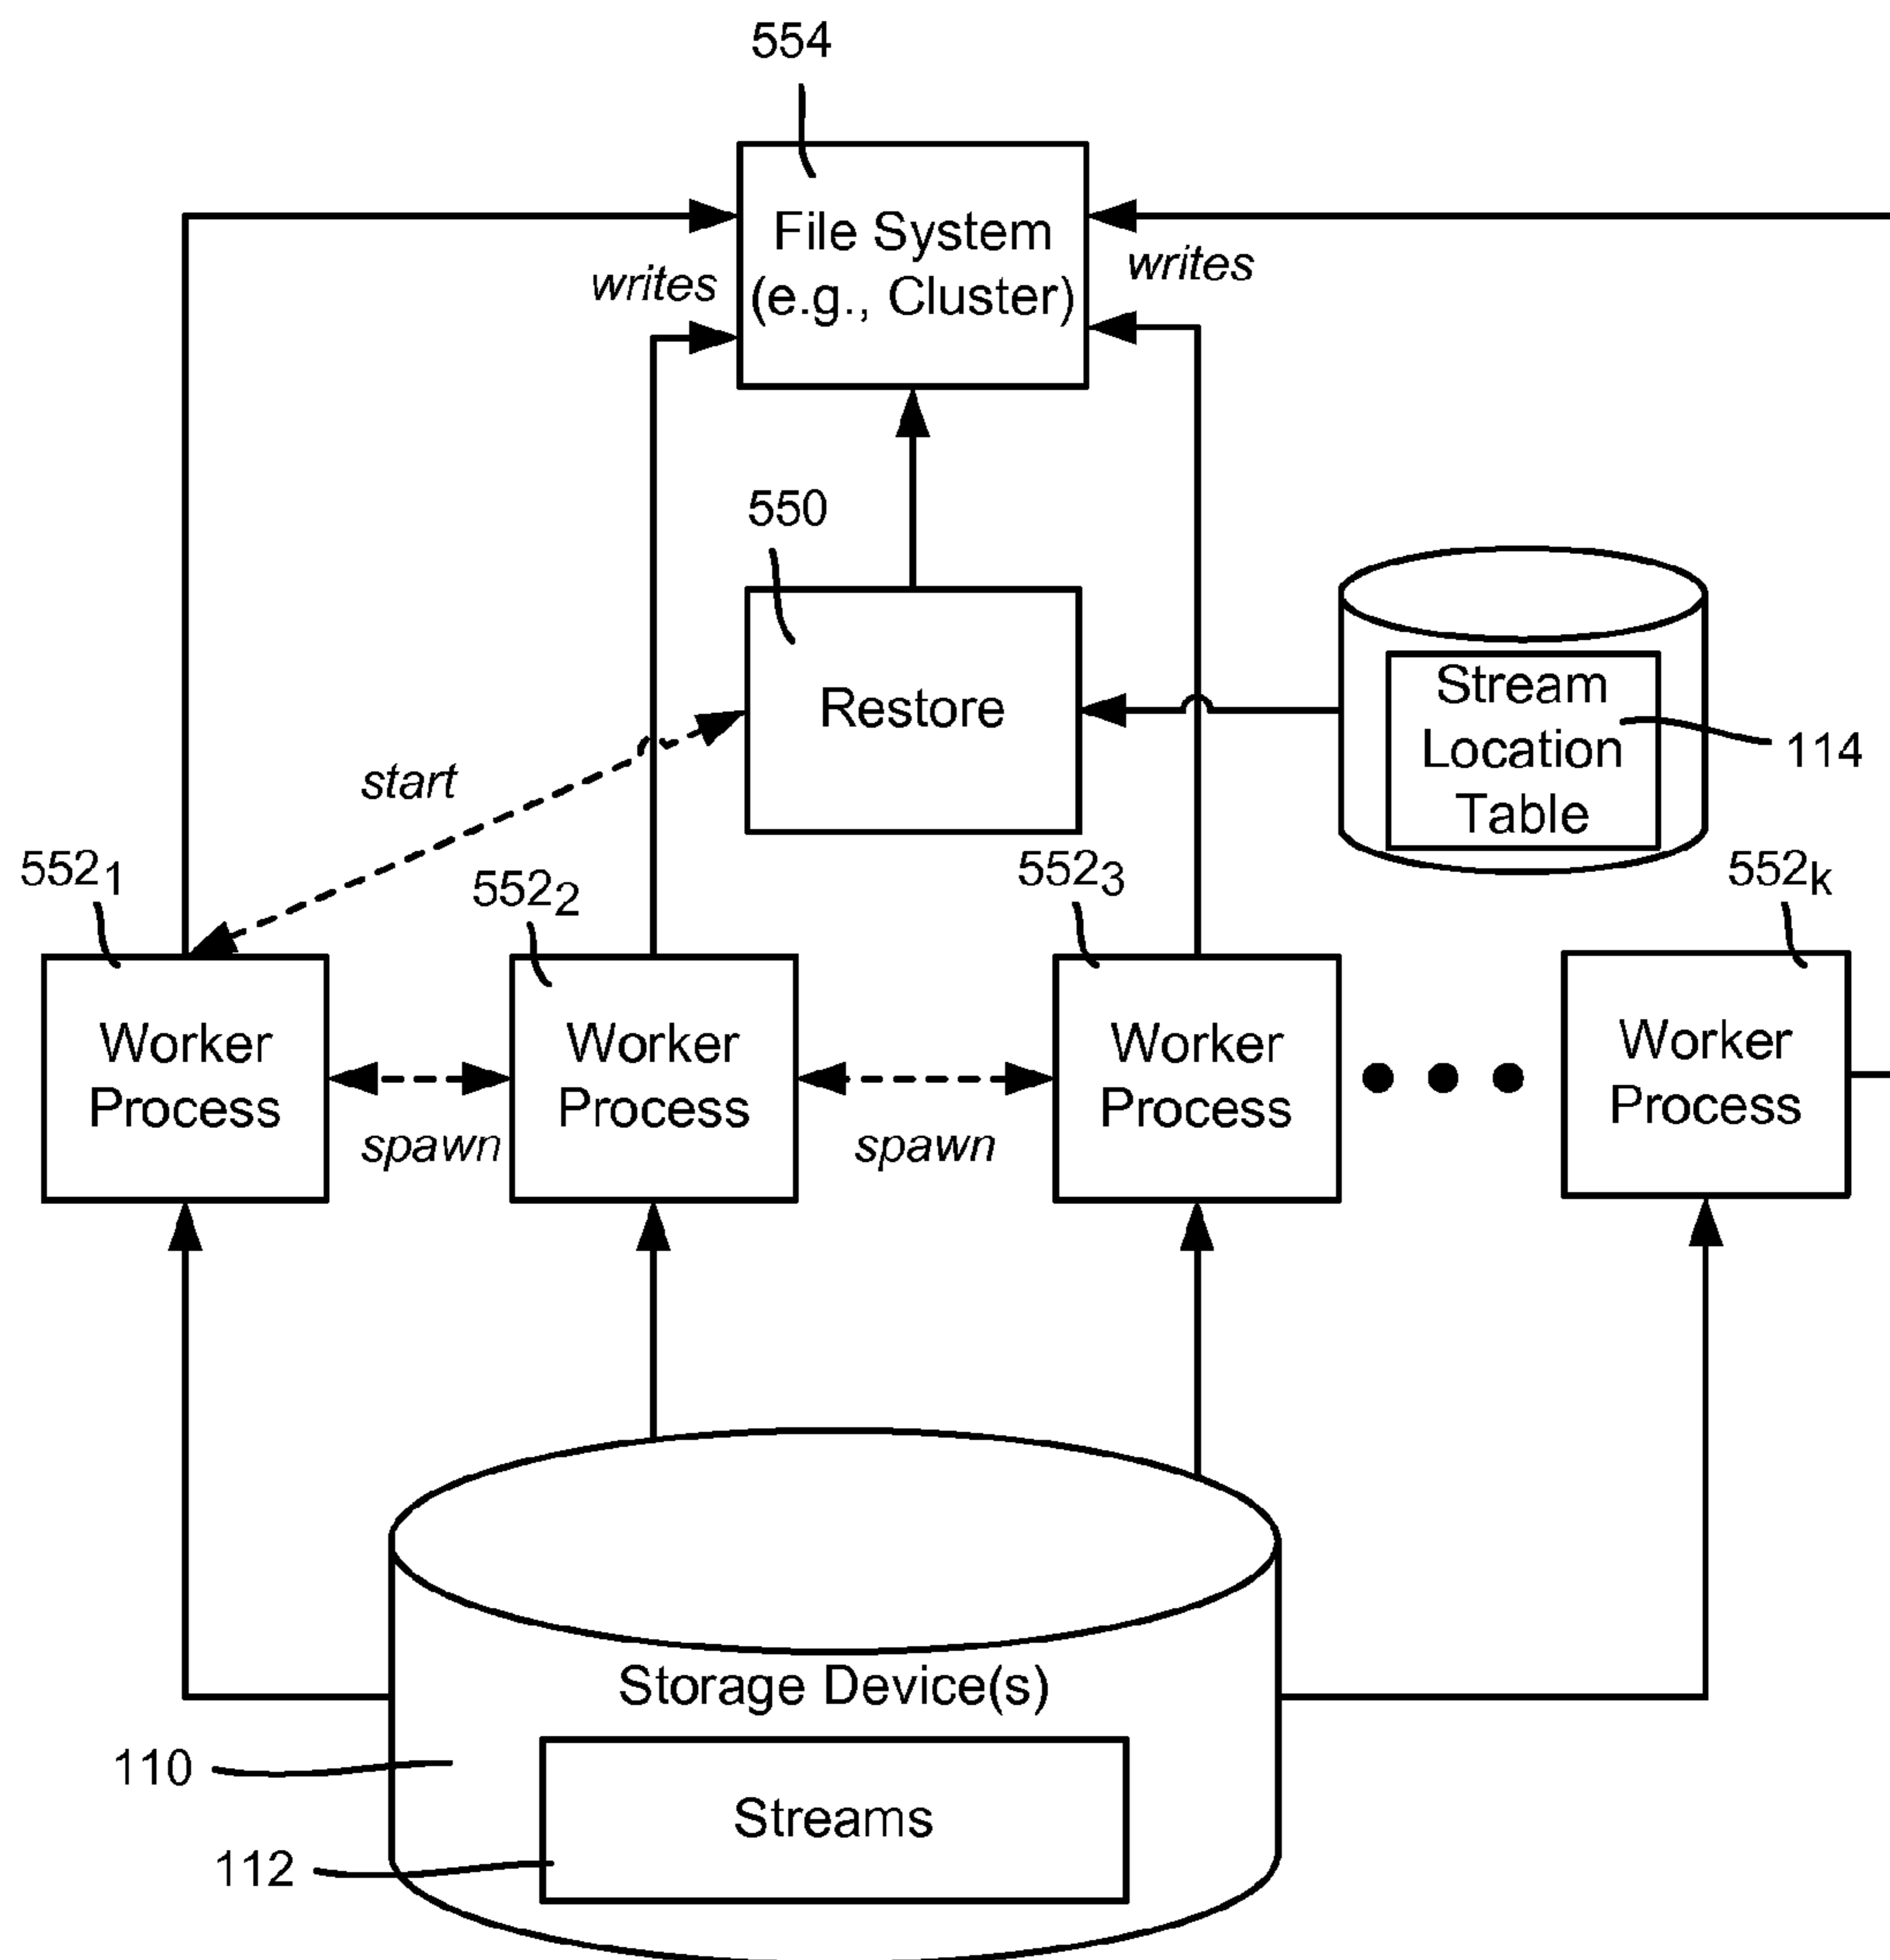 554
File System
(e.g., Cluster)
writes
writes
550
Restore
Stream
Location
Table
114
start
552₁
552₂
552₃
552ₖ
Worker
Process
Worker
Process
Worker
Process
Worker
Process
spawn
spawn
Storage Device(s)
110
Streams
112